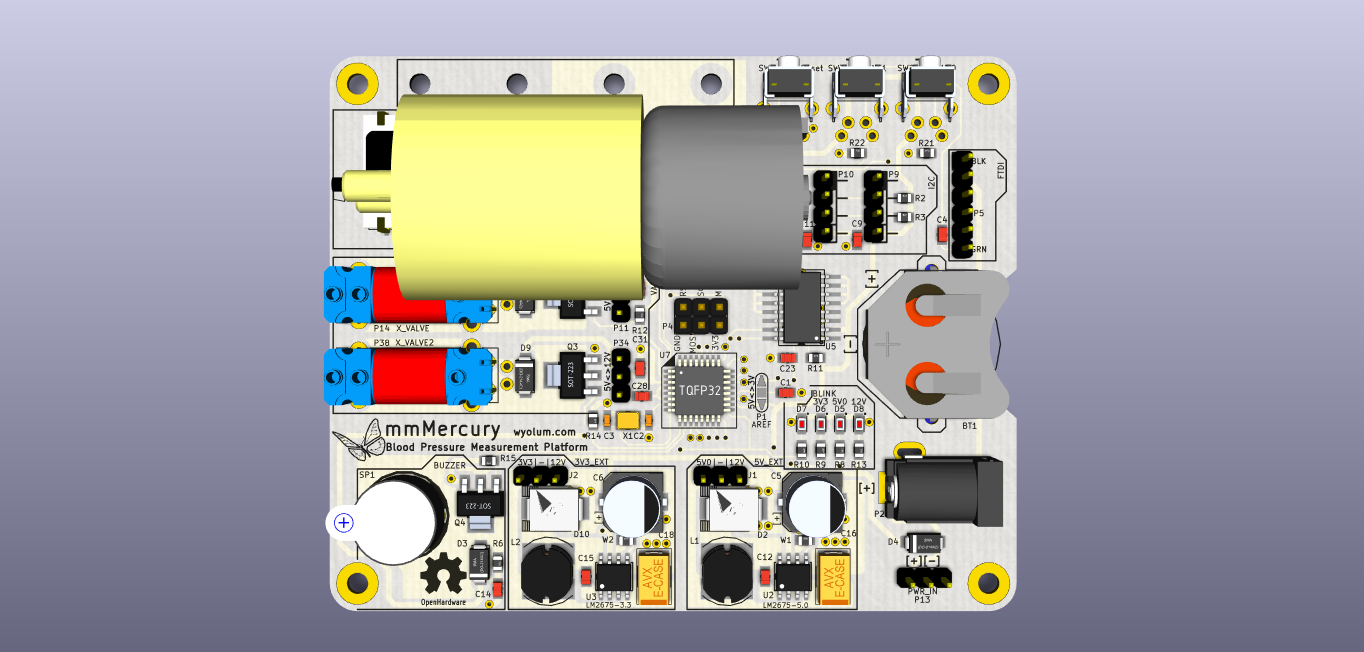 R22
R21
BLK
FTDI
P10
P9
I2C
R2
R3
P5
C9
C4
GRN
[+]
P14 X_VALVE
P11
R12
C31
P4
GND
MOS
3V3
U5
[-]
P38 X_VALVE2
D9
Q3
P34
U7
SOT-223
5V<>12V
C28
TQFP32
C23
R11
5V<>3V
C1
P1
AREF
BLINK
3V3 5V0 12V
D7 D6 D5 D8
BT1
mmMercury wyolum.com
Blood Pressure Measurement Platform
R14 C3 X1C2
R10 R9 R8 R13
R15
BUZZER
SP1
3V3|-|12V 3V3_EXT
J2
C6
5V0|-|12V 5V_EXT
J1
C5
[+]
P2
SOT-223
Q4
D10
W2
C18
D2
W1
C16
D3
R6
L2
C15
L1
C12
D4
AVX
E-CASE
AVX
E-CASE
[+][-]
C14
U3
LM2675-3.3
U2
LM2675-5.0
PWR_IN
P13
OpenHardware